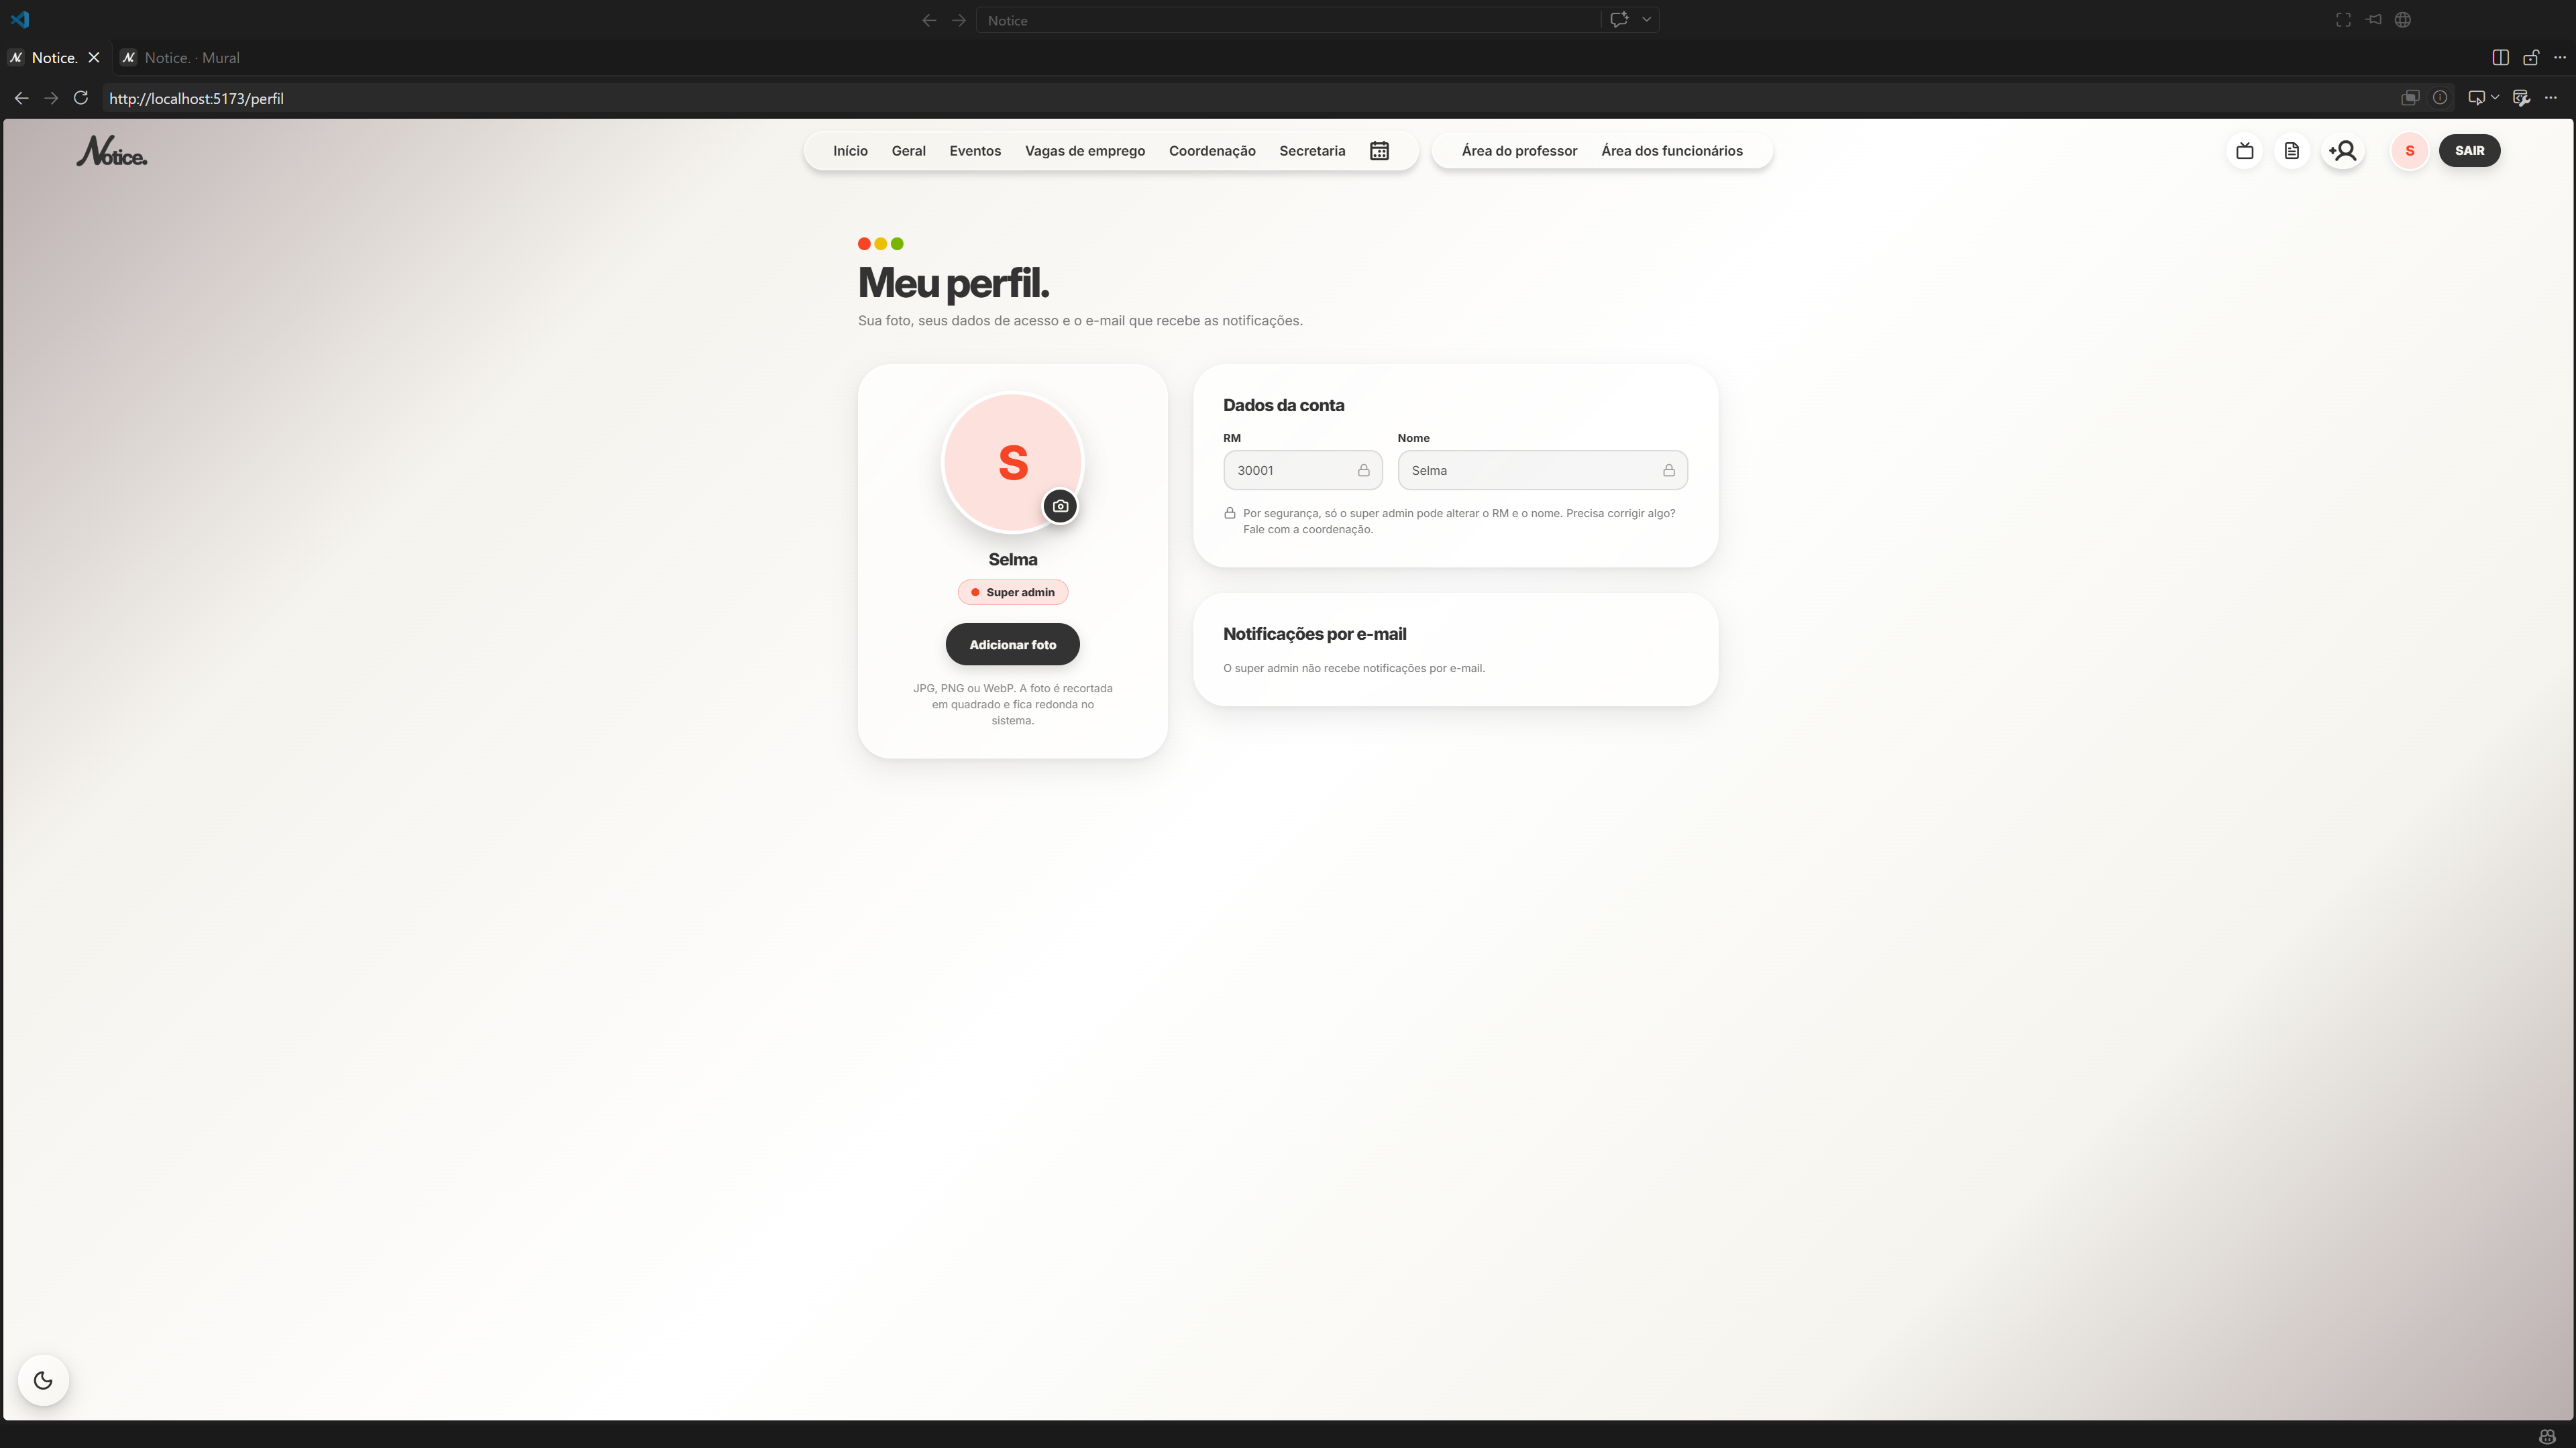 Notice
Notice.
Notice. · Mural
http://localhost:5173/perfil
Notice.
Início
Geral
Eventos
Vagas de emprego
Coordenação
Secretaria
Área do professor
Área dos funcionários
S
SAIR
Meu perfil.
Sua foto, seus dados de acesso e o e-mail que recebe as notificações.
S
Selma
Super admin
Adicionar foto
JPG, PNG ou WebP. A foto é recortada
em quadrado e fica redonda no
sistema.
Dados da conta
RM
Nome
30001
Selma
Por segurança, só o super admin pode alterar o RM e o nome. Precisa corrigir algo?
Fale com a coordenação.
Notificações por e-mail
O super admin não recebe notificações por e-mail.